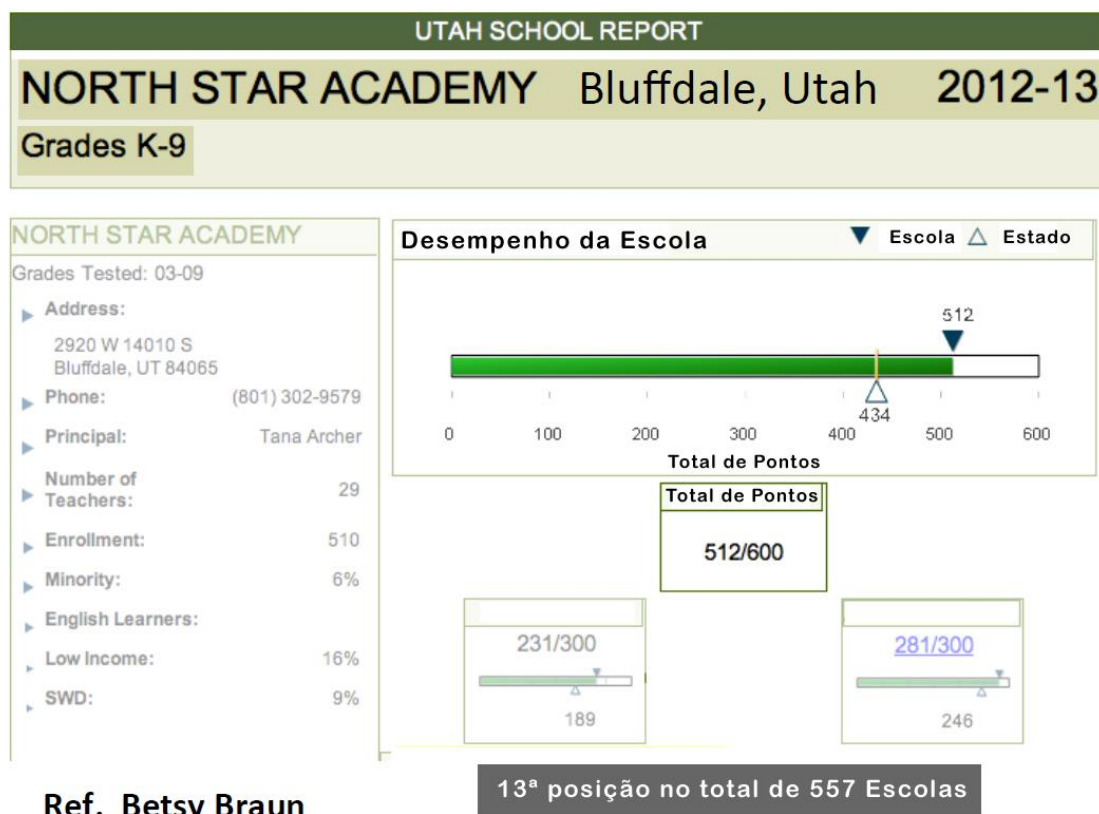 UTAH SCHOOL REPORT
NORTH STAR ACADEMY Bluffdale, Utah 2012-13
Grades K-9
NORTH STAR ACADEMY
Grades Tested: 03-09
Address:
2920 W 14010 S
Bluffdale, UT 84065
Phone: (801) 302-9579
Principal: Tana Archer
Number of
Teachers: 29
Enrollment: 510
Minority: 6%
English Learners:
Low Income: 16%
SWD: 9%
Desempenho da Escola Escola Estado
512
434
0 100 200 300 400 500 600
Total de Pontos
Total de Pontos
512/600
231/300
189
281/300
246
13ª posição no total de 557 Escolas
Ref. Betsy Braun